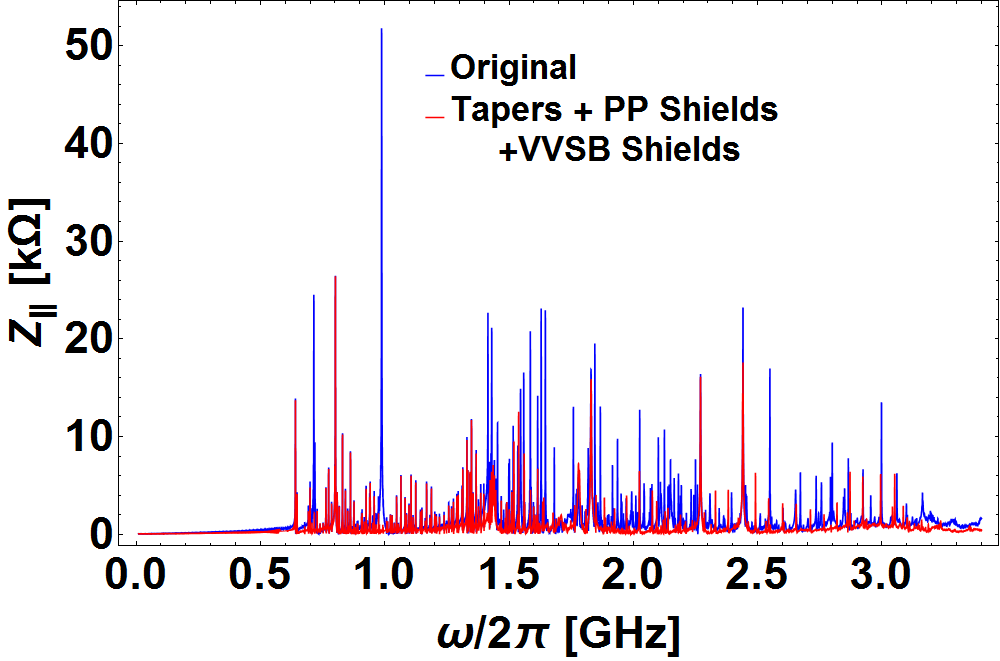 Original
Tapers + PP Shields
+VVSB Shields
Z|| [kΩ]
50
40
30
20
10
0
0.0 0.5 1.0 1.5 2.0 2.5 3.0
ω/2π [GHz]